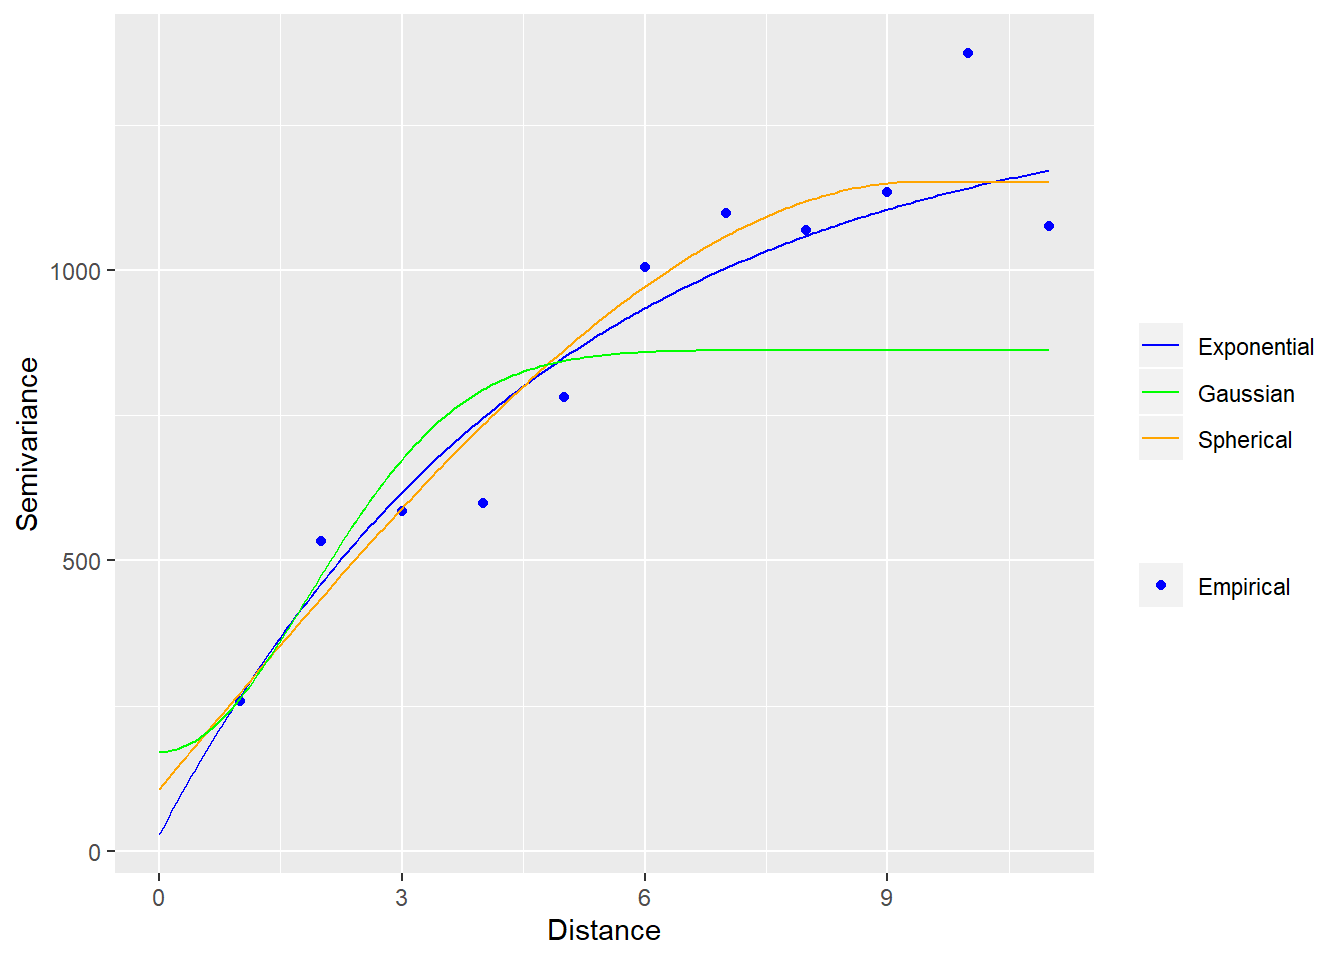 Semivariance
1000
500
0
0
3
6
9
Distance
Exponential
Gaussian
Spherical
Empirical